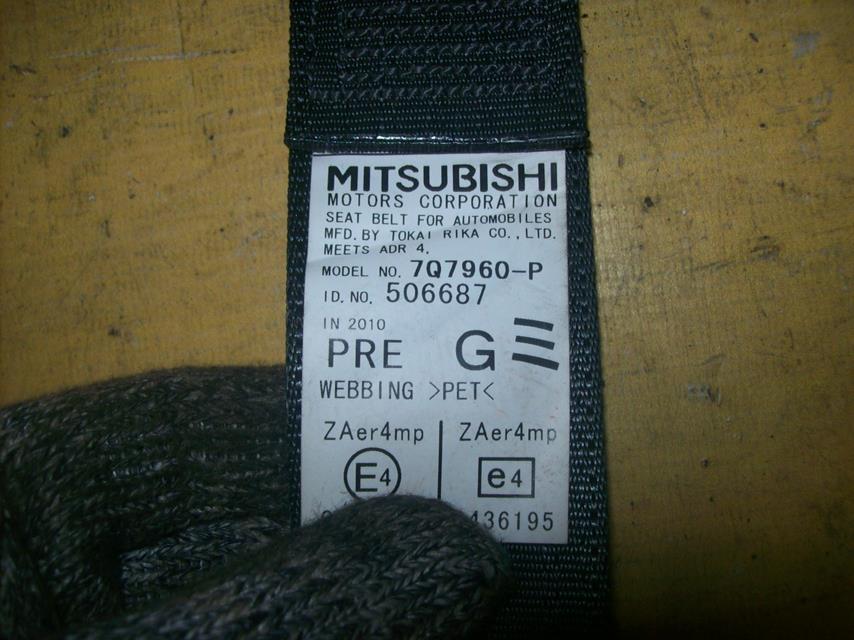 MITSUBISHI
MOTORS CORPORATION
SEAT BELT FOR AUTOMOBILES
MFD. BY TOKAI RIKA CO., LTD.
MEETS ADR 4.
MODEL NO. 7Q7960-P
I D. NO. 506687
IN 2010
PRE G
WEBBING >PET<
ZAer4mp ZAer4mp
E4 e4
436195